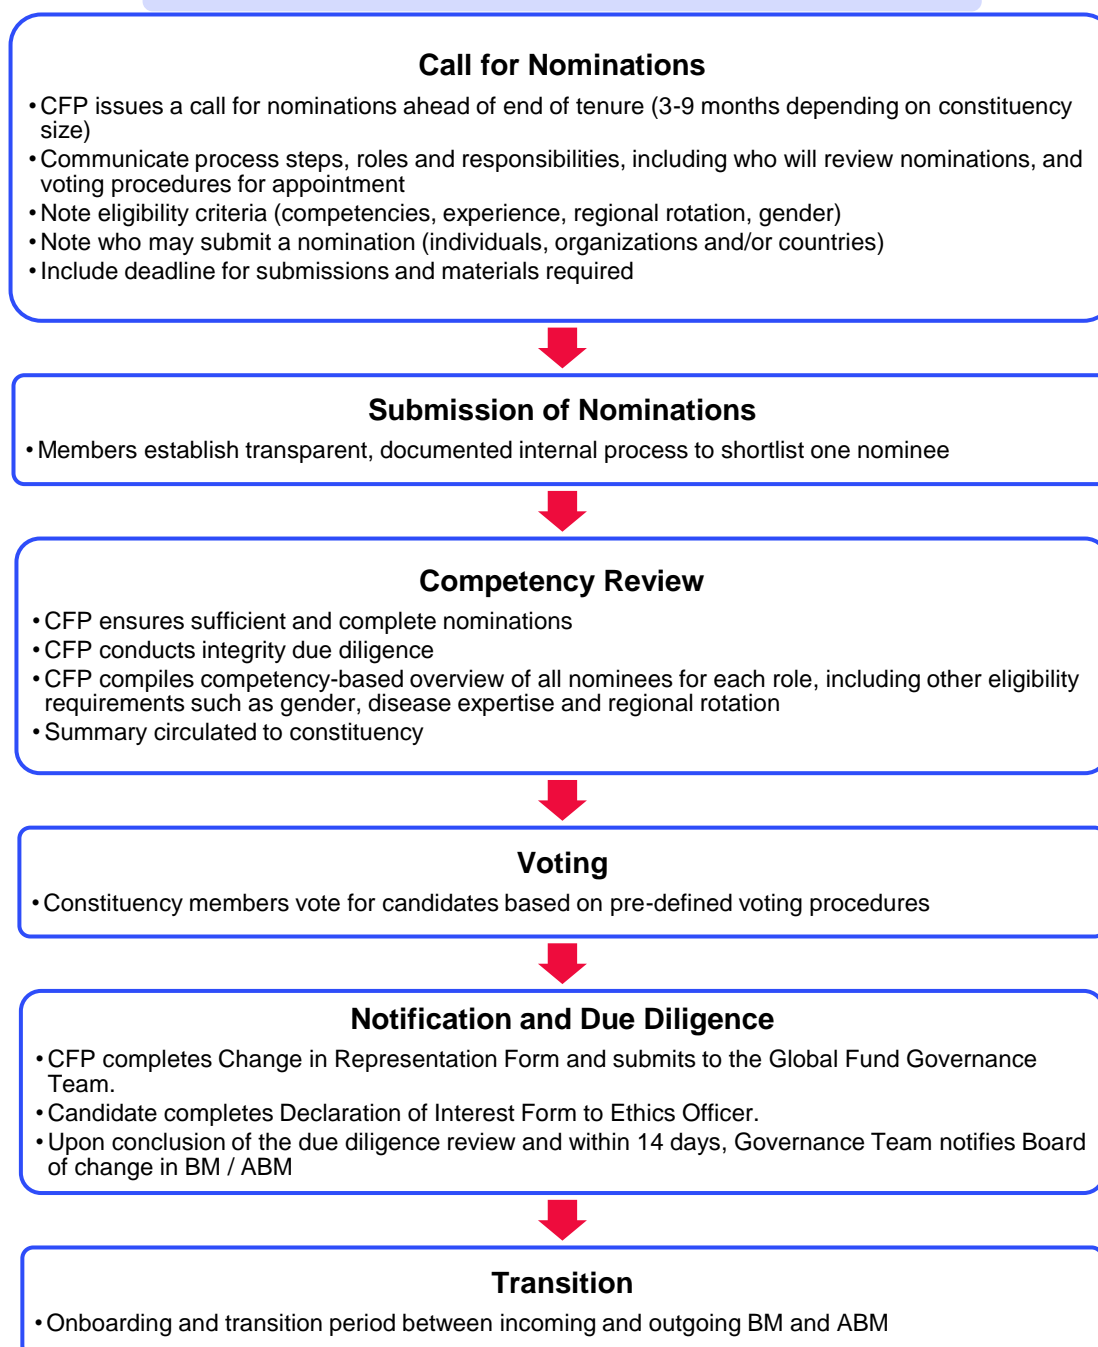 Call for Nominations
• CFP issues a call for nominations ahead of end of tenure (3-9 months depending on constituency
size)
• Communicate process steps, roles and responsibilities, including who will review nominations, and
voting procedures for appointment
• Note eligibility criteria (competencies, experience, regional rotation, gender)
• Note who may submit a nomination (individuals, organizations and/or countries)
• Include deadline for submissions and materials required
Submission of Nominations
• Members establish transparent, documented internal process to shortlist one nominee
Competency Review
• CFP ensures sufficient and complete nominations
• CFP conducts integrity due diligence
• CFP compiles competency-based overview of all nominees for each role, including other eligibility
requirements such as gender, disease expertise and regional rotation
• Summary circulated to constituency
Voting
• Constituency members vote for candidates based on pre-defined voting procedures
Notification and Due Diligence
• CFP completes Change in Representation Form and submits to the Global Fund Governance
Team.
• Candidate completes Declaration of Interest Form to Ethics Officer.
• Upon conclusion of the due diligence review and within 14 days, Governance Team notifies Board
of change in BM / ABM
Transition
• Onboarding and transition period between incoming and outgoing BM and ABM